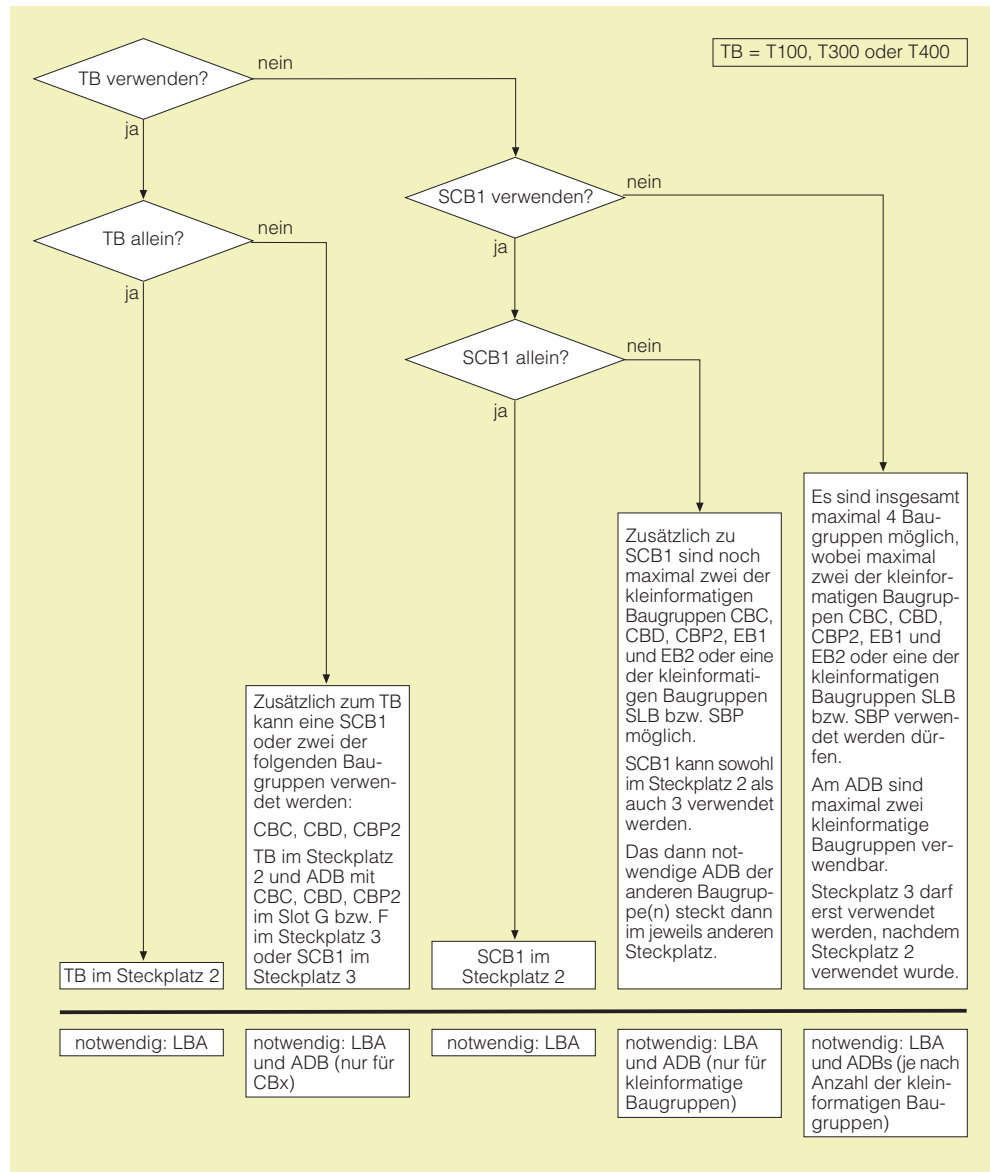 TB = T100, T300 oder T400
TB verwenden?
nein
ja
SCB1 verwenden?
nein
ja
TB allein?
nein
ja
SCB1 allein?
nein
ja
TB im Steckplatz 2
Zusätzlich zum TB
kann eine SCB1
oder zwei der
folgenden Bau-
gruppen verwen-
det werden:
CBC, CBD, CBP2
TB im Steckplatz
2 und ADB mit
CBC, CBD, CBP2
im Slot G bzw. F
im Steckplatz 3
oder SCB1 im
Steckplatz 3
SCB1 im
Steckplatz 2
Zusätzlich zu
SCB1 sind noch
maximal zwei der
kleinformatigen
Baugruppen CBC,
CBD, CBP2, EB1
und EB2 oder eine
der kleinformati-
gen Baugruppen
SLB bzw. SBP
möglich.
SCB1 kann sowohl
im Steckplatz 2 als
auch 3 verwendet
werden.
Das dann not-
wendige ADB der
anderen Baugrup-
pe(n) steckt dann
im jeweils anderen
Steckplatz.
Es sind insgesamt
maximal 4 Bau-
gruppen möglich,
wobei maximal
zwei der kleinfor-
matigen Baugrup-
pen CBC, CBD,
CBP2, EB1 und
EB2 oder eine der
kleinformatigen
Baugruppen SLB
bzw. SBP verwen-
det werden dür-
fen.
Am ADB sind
maximal zwei
kleinformatige
Baugruppen ver-
wendbar.
Steckplatz 3 darf
erst verwendet
werden, nachdem
Steckplatz 2
verwendet wurde.
notwendig: LBA
notwendig: LBA
und ADB (nur für
CBx)
notwendig: LBA
notwendig: LBA
und ADB (nur für
kleinformatige
Baugruppen)
notwendig: LBA
und ADBs (je nach
Anzahl der klein-
formatigen Bau-
gruppen)